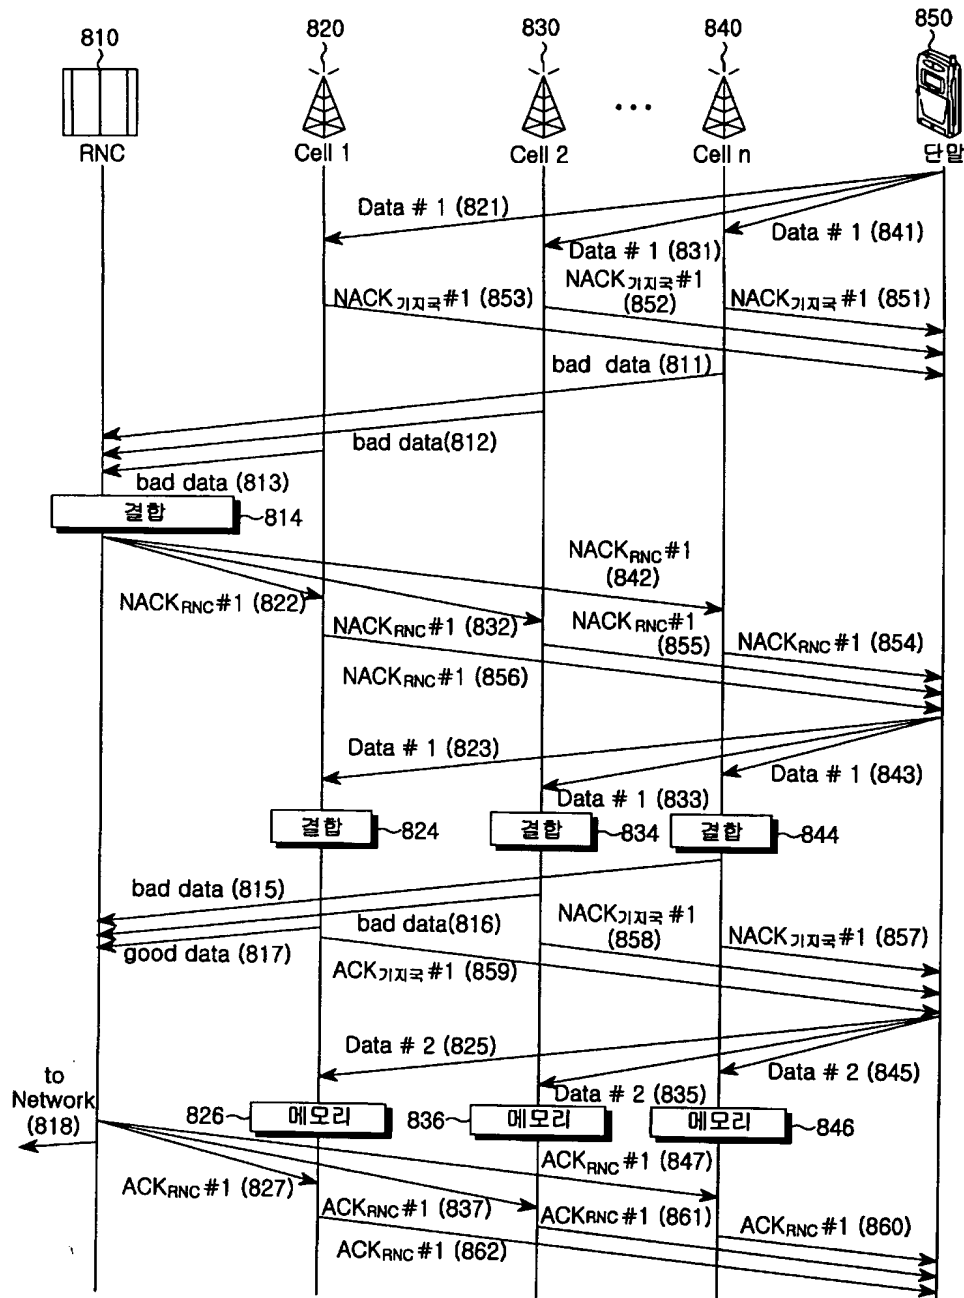 810
820
830
840
850
RNC
Cell 1
Cell 2
Cell n
단말
Data # 1 (821)
Data # 1 (831)
Data # 1 (841)
NACK기지국#1 (853)
NACK기지국#1
(852)
NACK기지국#1 (851)
bad data (811)
bad data(812)
bad data (813)
결합
814
NACKRNC#1
(842)
NACKRNC#1 (822)
NACKRNC#1 (832)
NACKRNC#1
(855)
NACKRNC#1 (854)
NACKRNC#1 (856)
Data # 1 (823)
Data # 1 (833)
Data # 1 (843)
결합
824
결합
834
결합
844
bad data (815)
bad data(816)
good data (817)
NACK기지국#1
(858)
NACK기지국#1 (857)
ACK기지국#1 (859)
Data # 2 (825)
Data # 2 (835)
Data # 2 (845)
to
Network
(818)
826
메모리
836
메모리
메모리
846
ACKRNC#1 (847)
ACKRNC#1 (827)
ACKRNC#1 (837)
ACKRNC#1 (861)
ACKRNC#1 (860)
ACKRNC#1 (862)